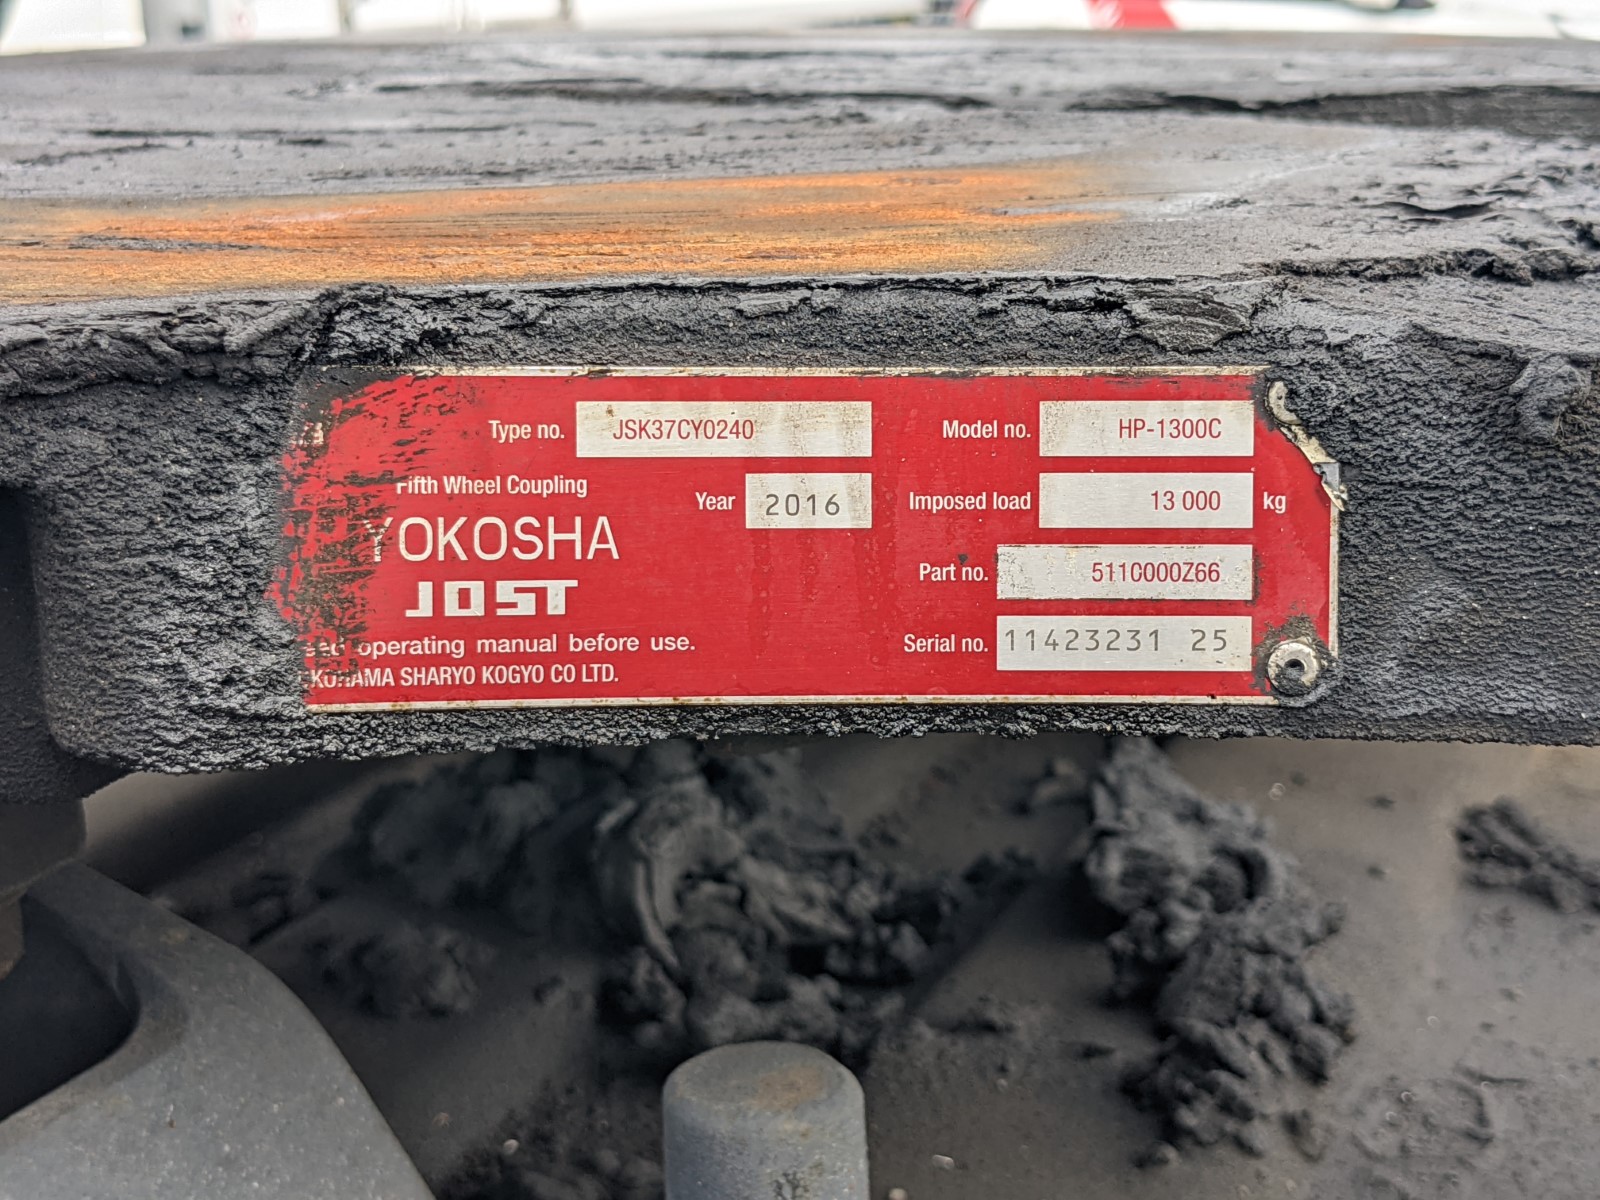 Type no. JSK37CY0240
Model no. HP-1300C
Fifth Wheel Coupling
Year 2016
Imposed load 13 000 kg
YOKOSHA
JOST
Part no. 511C000Z66
operating manual before use.
Serial no. 11423231 25
SHARYO KOGYO CO LTD.